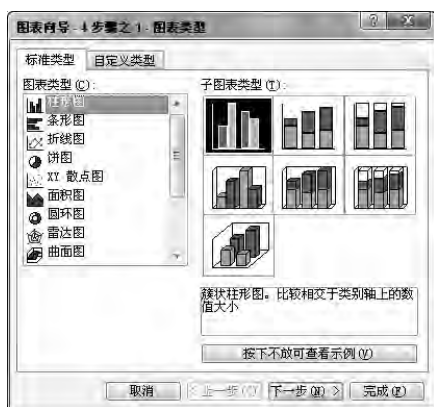 图表向导 - 4 步骤之 1 - 图表类型
标准类型 自定义类型
图表类型(C):
柱形图
条形图
折线图
饼图
XY 散点图
面积图
圆环图
雷达图
曲面图
子图表类型(T):
簇状柱形图。比较相交于类别轴上的数
值大小
按下不放可查看示例(V)
取消 < 上一步(B) 下一步(N) > 完成(F)